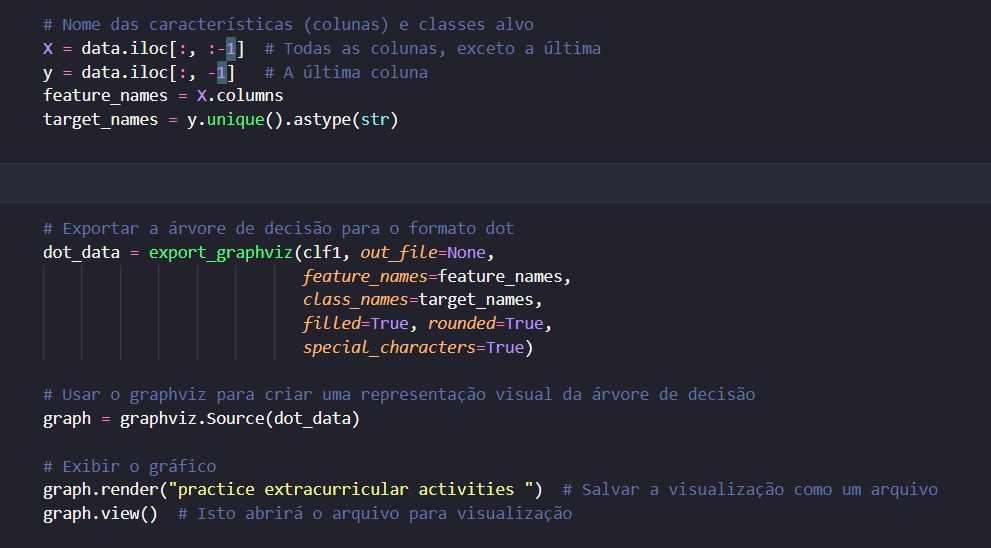 # Nome das características (colunas) e classes alvo
X = data.iloc[:, :-1]  # Todas as colunas, exceto a última
y = data.iloc[:, -1]   # A última coluna
feature_names = X.columns
target_names = y.unique().astype(str)
# Exportar a árvore de decisão para o formato dot
dot_data = export_graphviz(clf1, out_file=None,
                           feature_names=feature_names,
                           class_names=target_names,
                           filled=True, rounded=True,
                           special_characters=True)
# Usar o graphviz para criar uma representação visual da árvore de decisão
graph = graphviz.Source(dot_data)
# Exibir o gráfico
graph.render("practice extracurricular activities ")  # Salvar a visualização como um arquivo
graph.view()  # Isto abrirá o arquivo para visualização